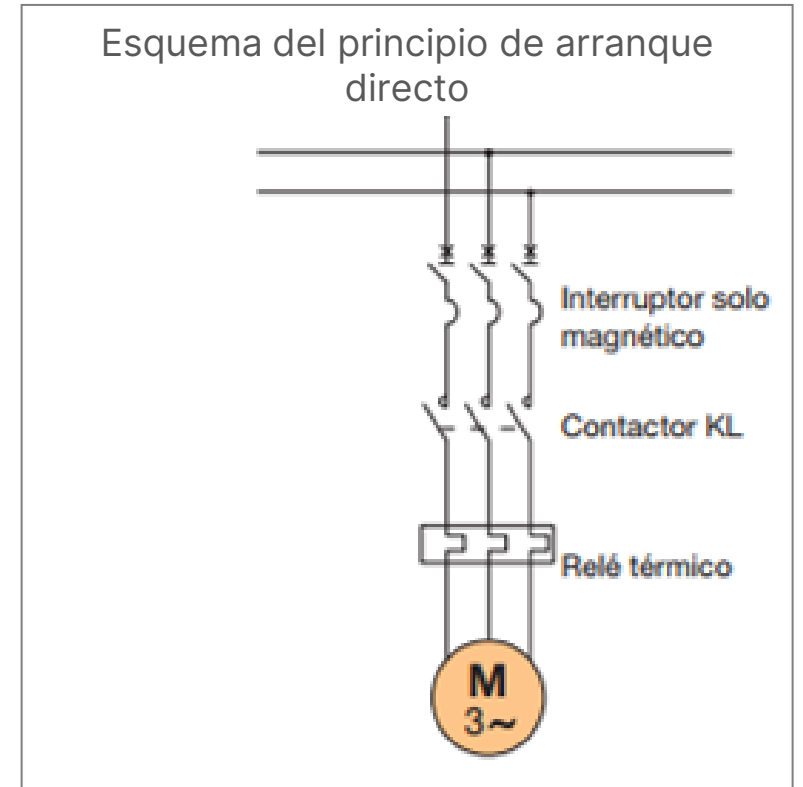 Esquema del principio de arranque
directo
Interruptor solo
magnético
Contactor KL
Relé térmico
M
3~